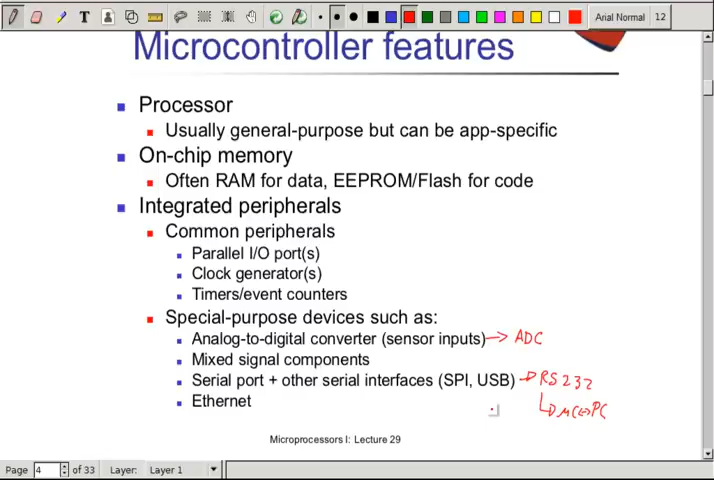 T
Arial Normal 12
Microcontroller features
Processor
Usually general-purpose but can be app-specific
On-chip memory
Often RAM for data, EEPROM/Flash for code
Integrated peripherals
Common peripherals
Parallel I/O port(s)
Clock generator(s)
Timers/event counters
Special-purpose devices such as:
Analog-to-digital converter (sensor inputs) → ADC
Mixed signal components
Serial port + other serial interfaces (SPI, USB) → RS232
Ethernet
MC↔PC
Microprocessors I: Lecture 29
Page 4 of 33 Layer: Layer 1